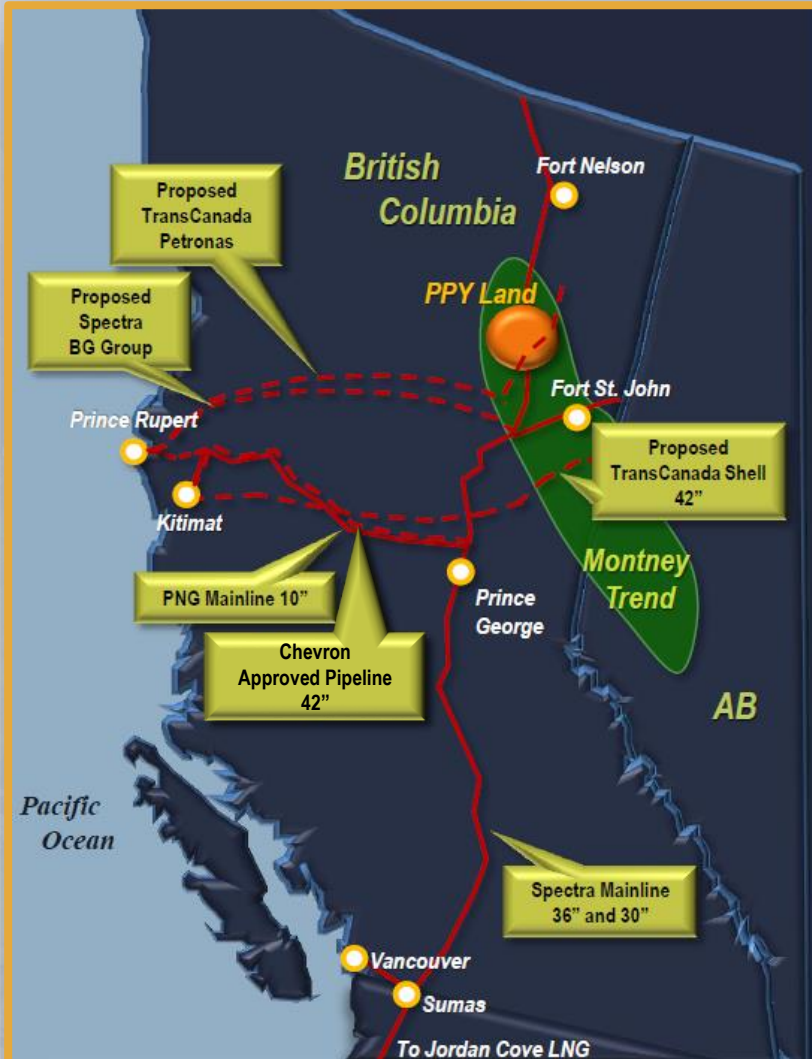 British
Columbia
Fort Nelson
Proposed
TransCanada
Petronas
Proposed
Spectra
BG Group
PPY Land
Fort St. John
Prince Rupert
Proposed
TransCanada Shell
42”
Kitimat
Montney
Trend
PNG Mainline 10”
Prince
George
Chevron
Approved Pipeline
42”
AB
Pacific
Ocean
Spectra Mainline
36” and 30”
Vancouver
Sumas
To Jordan Cove LNG